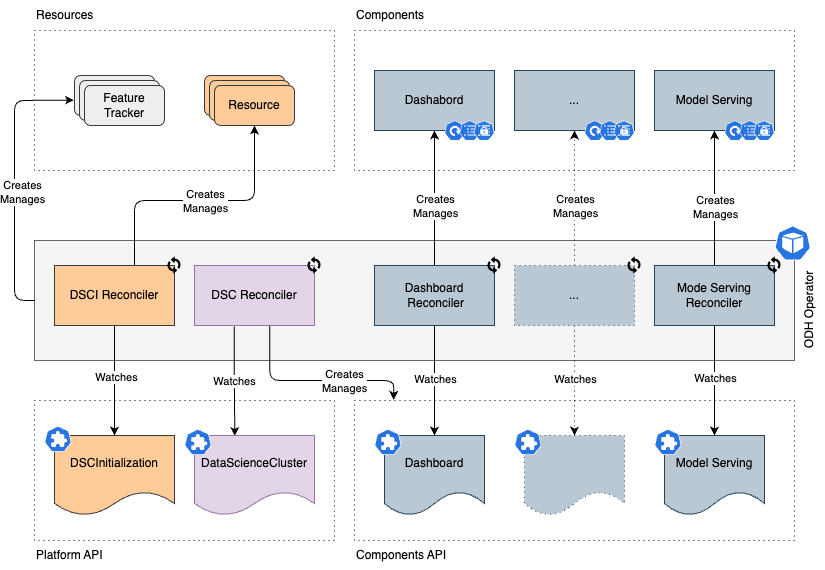 Resources
Components
Feature
Tracker
Resource
Dashabord
...
Model Serving
Creates
Manages
Creates
Manages
Creates
Manages
Creates
Manages
Creates
Manages
DSCI Reconciler
DSC Reconciler
Dashboard
Reconciler
...
Mode Serving
Reconciler
ODH Operator
Watches
Watches
Creates
Manages
Watches
Watches
Watches
DSCInitialization
DataScienceCluster
Dashboard
Model Serving
Platform API
Components API